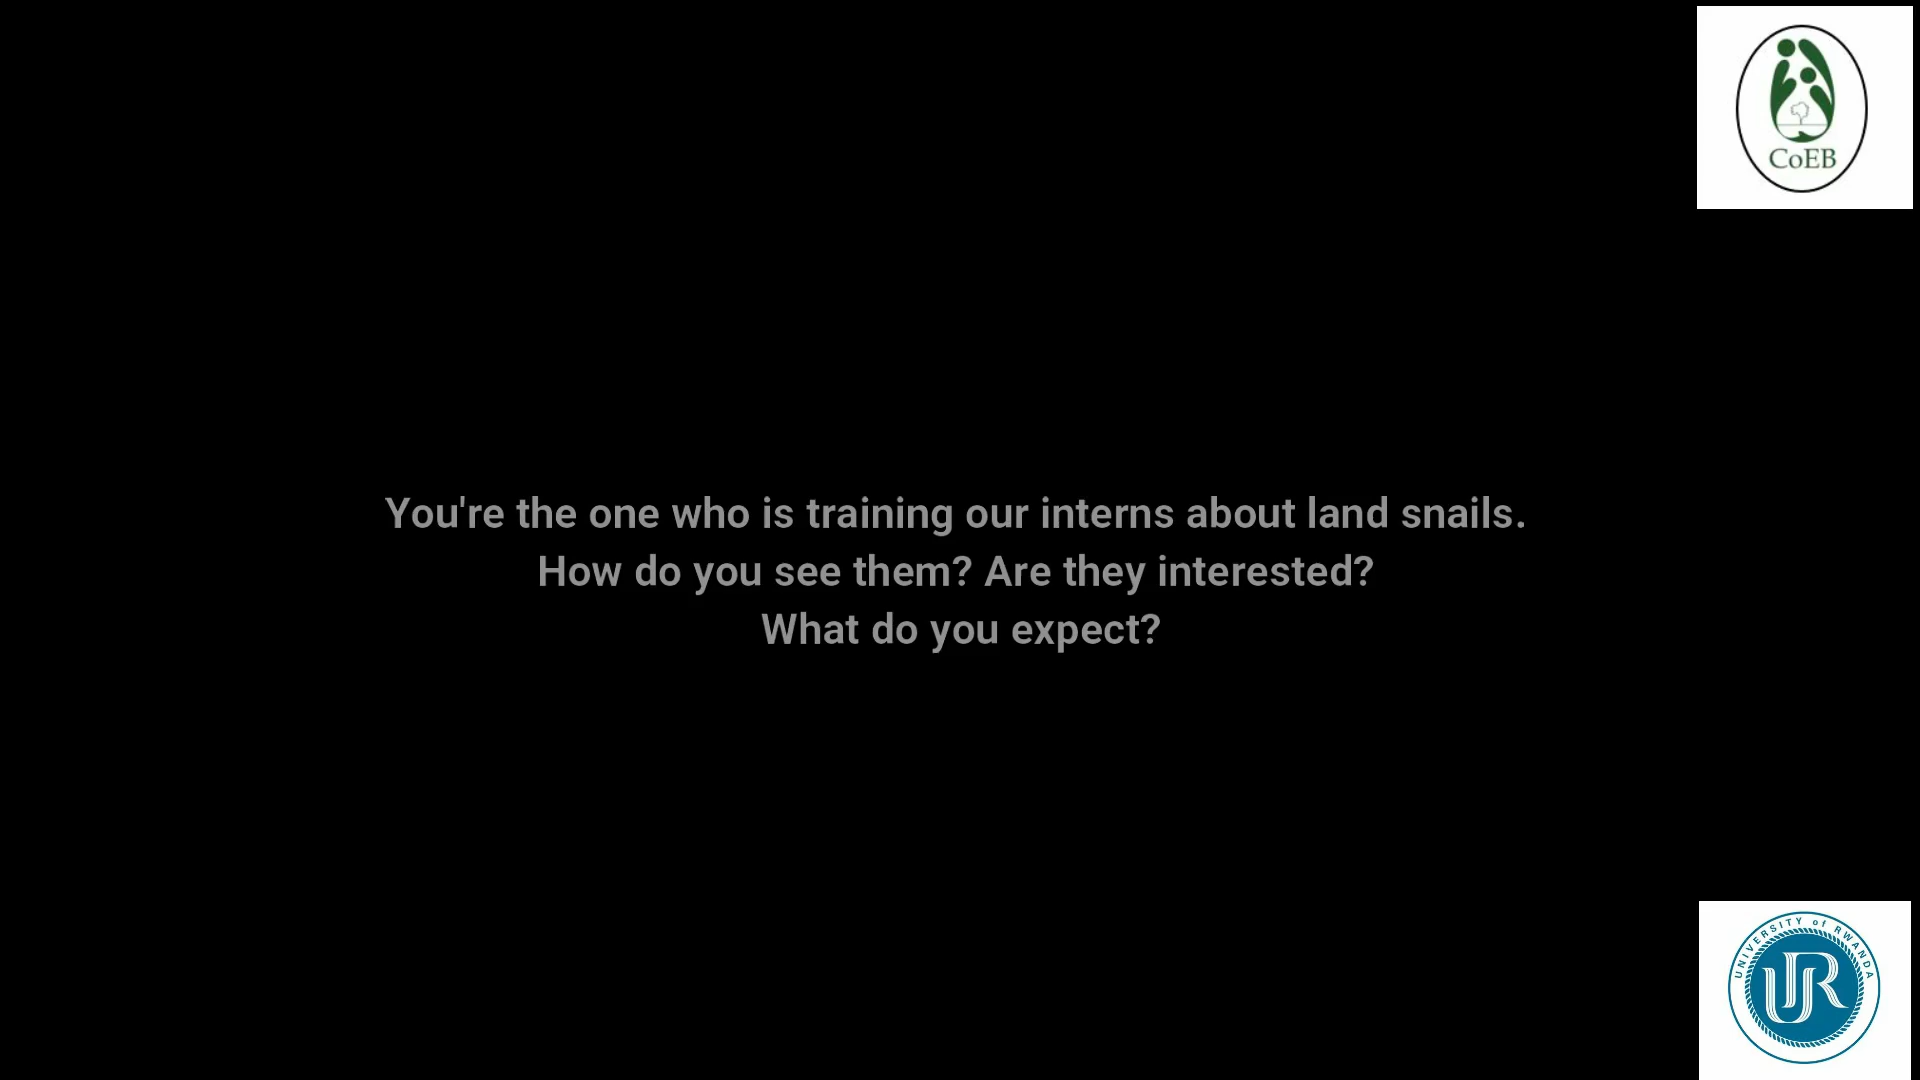 CoEB
You're the one who is training our interns about land snails.
How do you see them? Are they interested?
What do you expect?
UNIVERSITY of RWANDA
UR